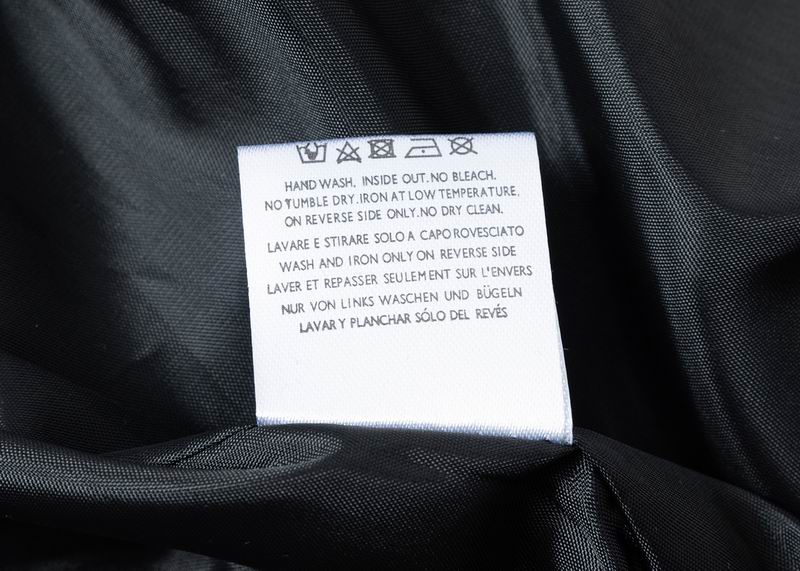 HAND WASH. INSIDE OUT. NO BLEACH.
NO TUMBLE DRY. IRON AT LOW TEMPERATURE.
ON REVERSE SIDE ONLY. NO DRY CLEAN.
LAVARE E STIRARE SOLO A CAPO ROVESCIATO
WASH AND IRON ONLY ON REVERSE SIDE
LAVER ET REPASSER SEULEMENT SUR L'ENVERS
NUR VON LINKS WASCHEN UND BÜGELN
LAVAR Y PLANCHAR SÓLO DEL REVÉS